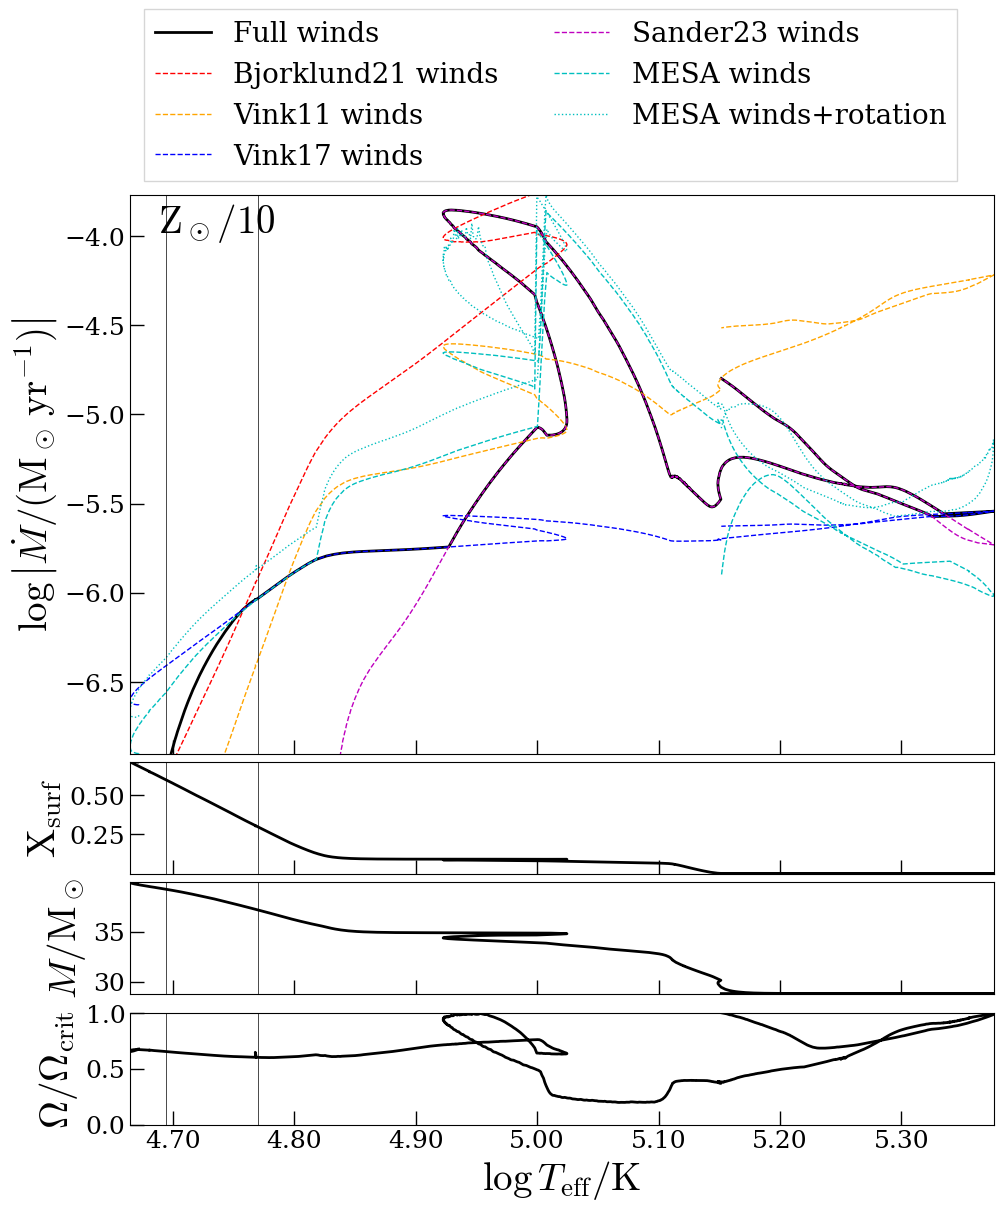 Full winds
Bjorklund21 winds
Vink11 winds
Vink17 winds
Sander23 winds
MESA winds
MESA winds+rotation
Z⊙/10
log |Ṁ/(M⊙ yr⁻¹)|
−4.0
−4.5
−5.0
−5.5
−6.0
−6.5
X_surf
0.50
0.25
M/M⊙
35
30
Ω/Ω_crit
1.0
0.5
0.0
4.70 4.80 4.90 5.00 5.10 5.20 5.30
log T_eff/K